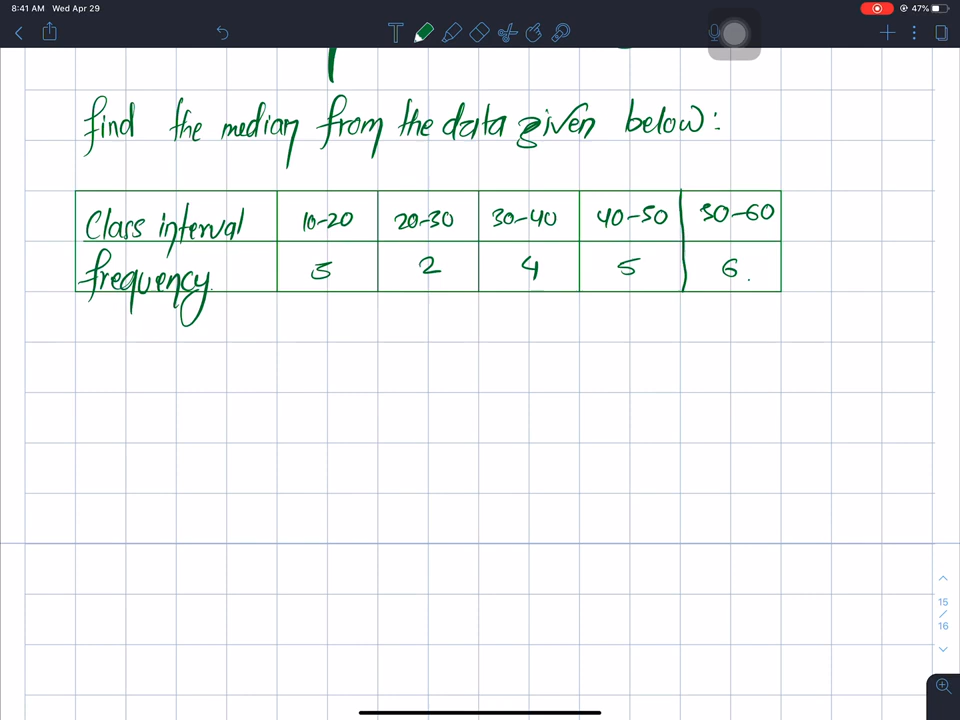 8:41 AM Wed Apr 29
47%
T
find the median from the data given below:
Class interval 10-20 20-30 30-40 40-50 50-60
frequency 2 4 5 6
15
/
16